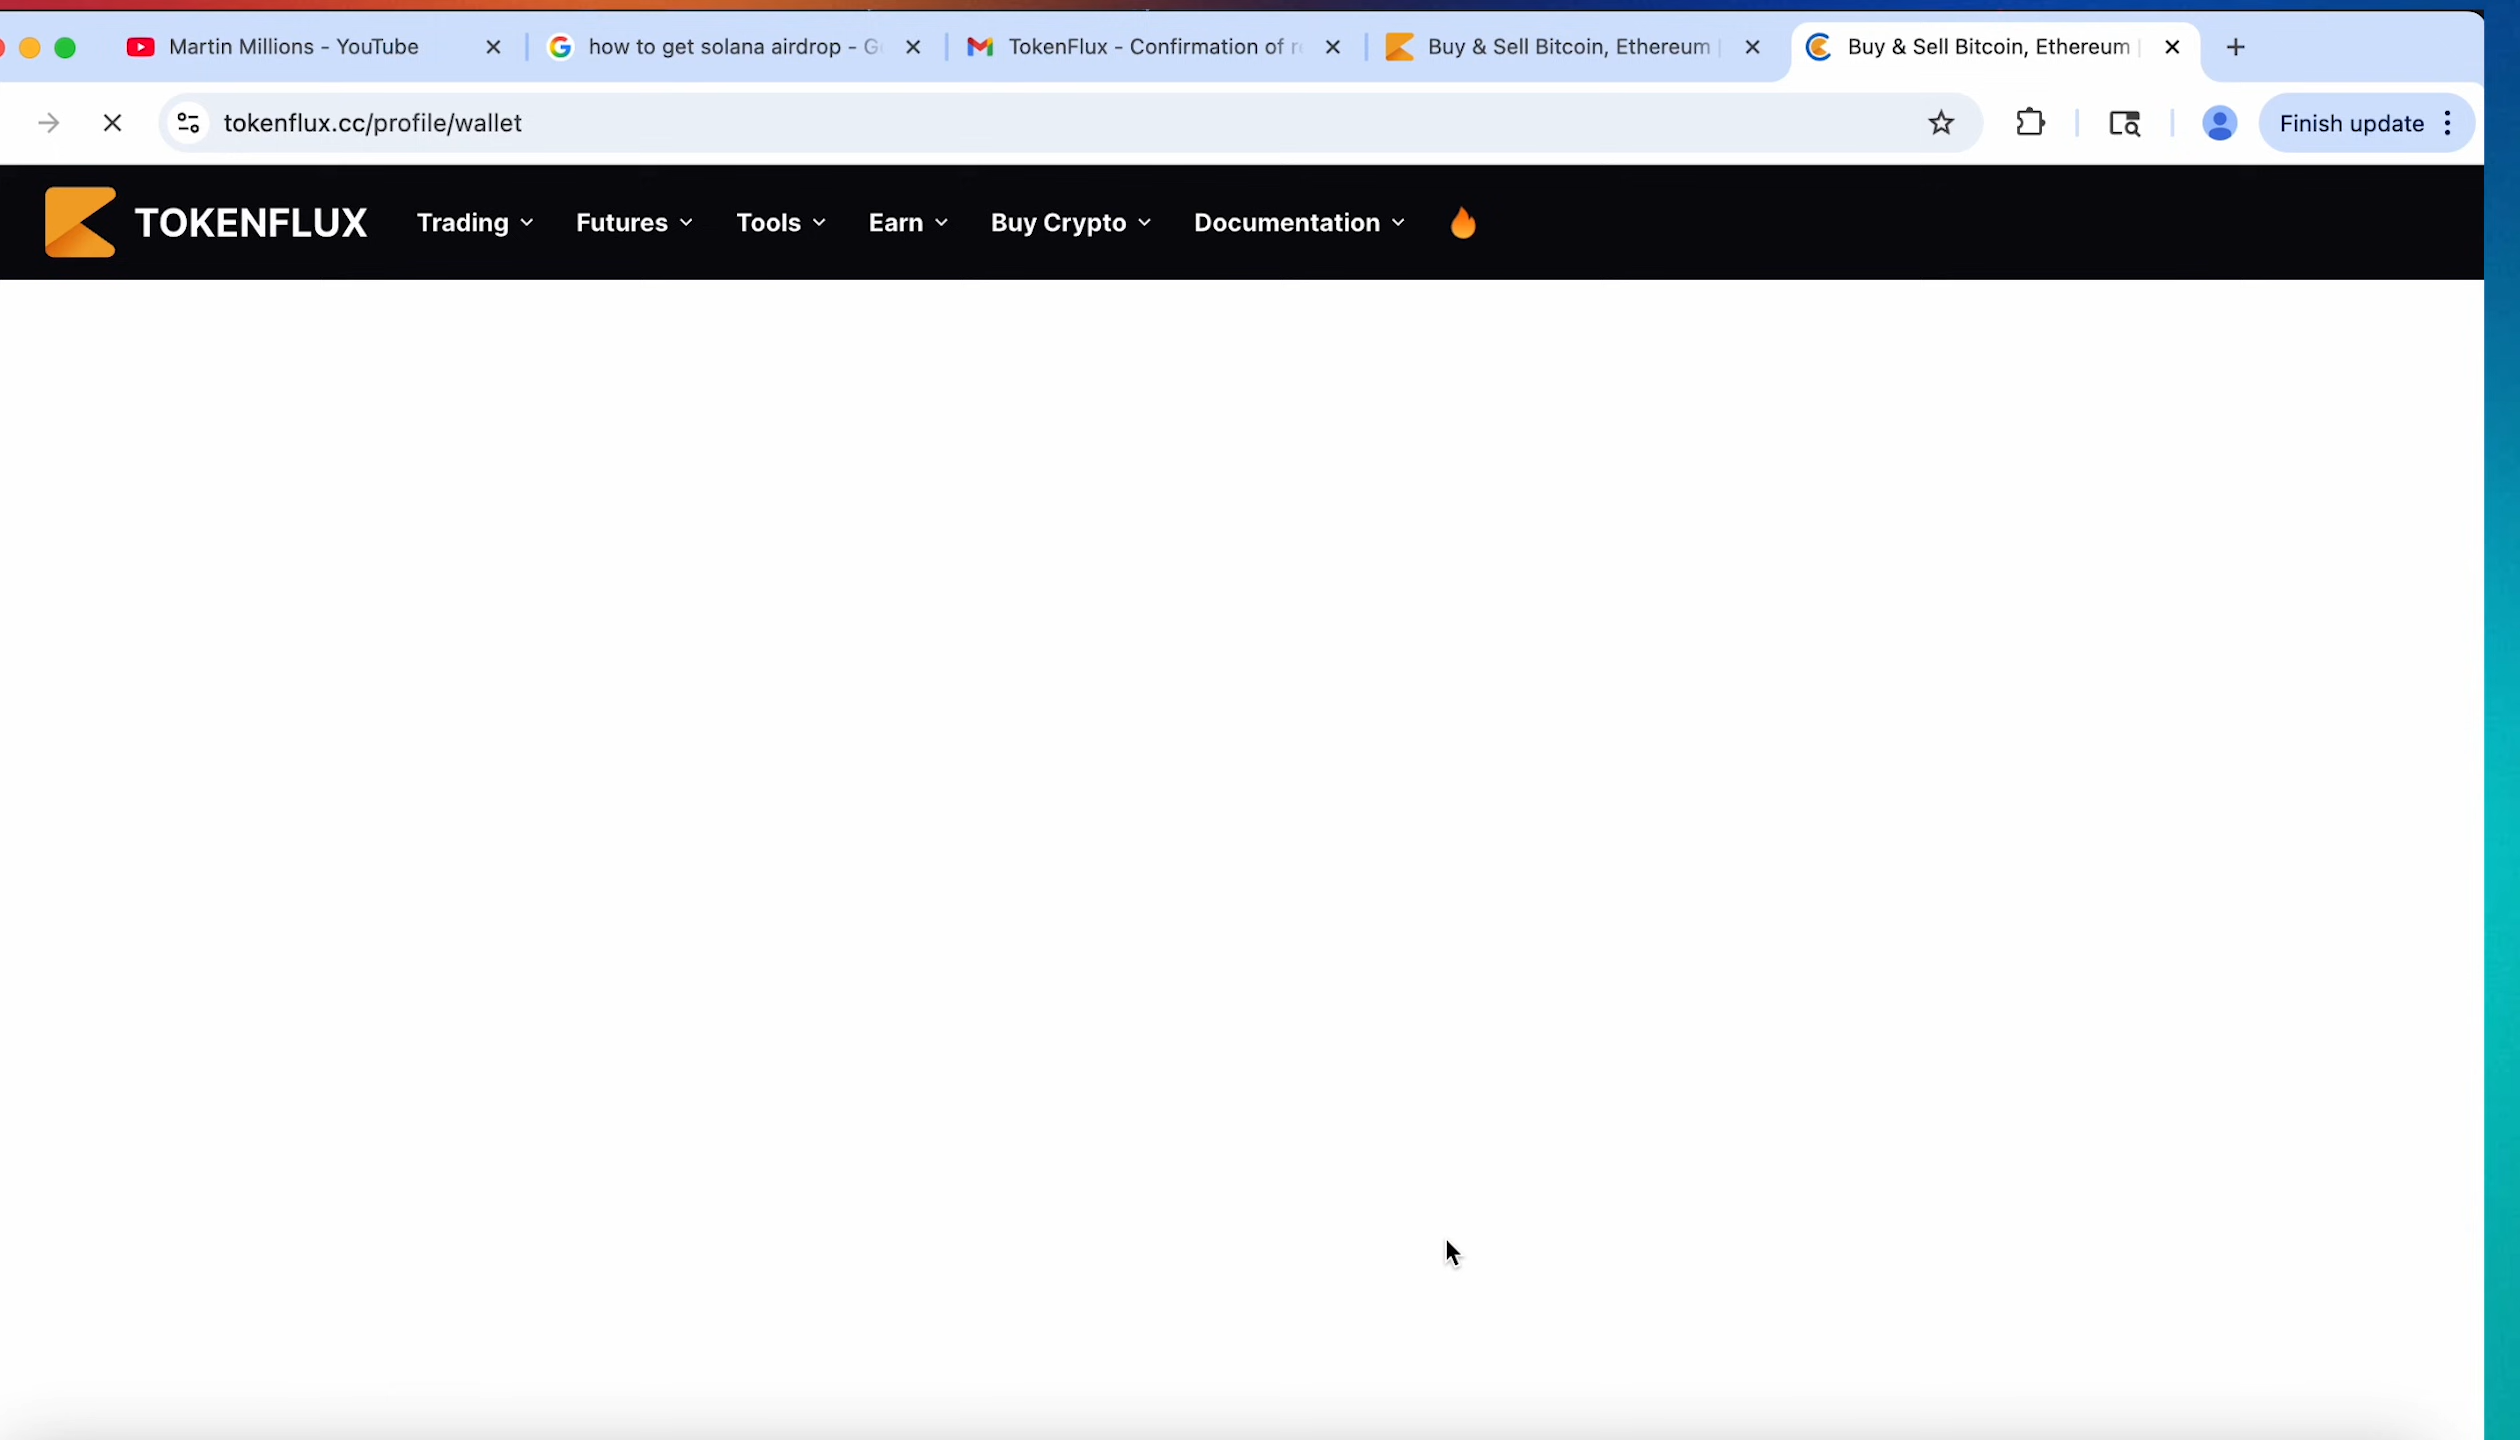 Martin Millions - YouTube
how to get solana airdrop - G
TokenFlux - Confirmation of r
Buy & Sell Bitcoin, Ethereum
Buy & Sell Bitcoin, Ethereum
tokenflux.cc/profile/wallet
Finish update
TOKENFLUX
Trading
Futures
Tools
Earn
Buy Crypto
Documentation